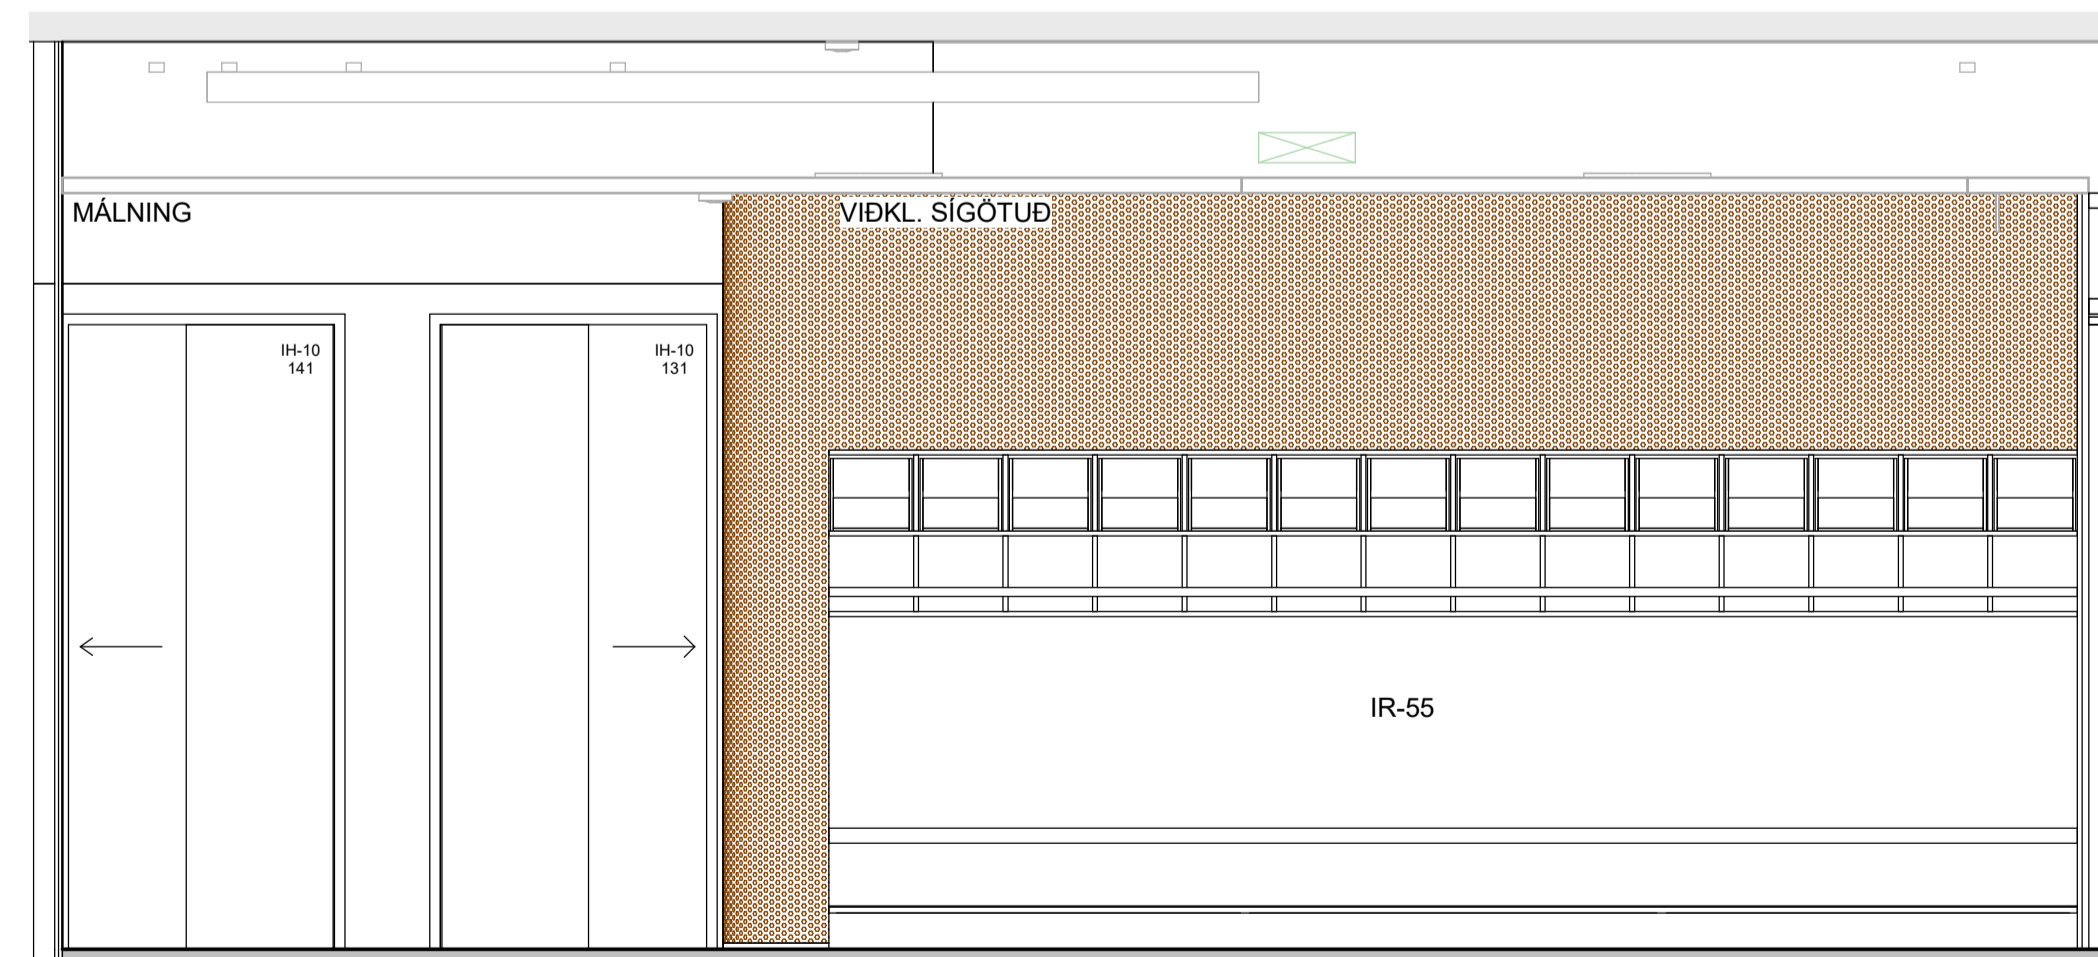 MÁLNING
VIÐKL. SÍGÖTUÐ
IH-10
141
IH-10
131
IR-55